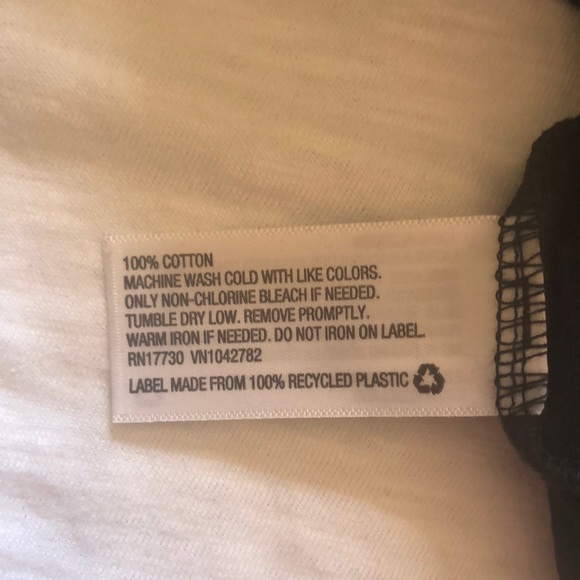 100% COTTON
MACHINE WASH COLD WITH LIKE COLORS.
ONLY NON-CHLORINE BLEACH IF NEEDED.
TUMBLE DRY LOW. REMOVE PROMPTLY.
WARM IRON IF NEEDED. DO NOT IRON ON LABEL.
RN17730 VN1042782
LABEL MADE FROM 100% RECYCLED PLASTIC